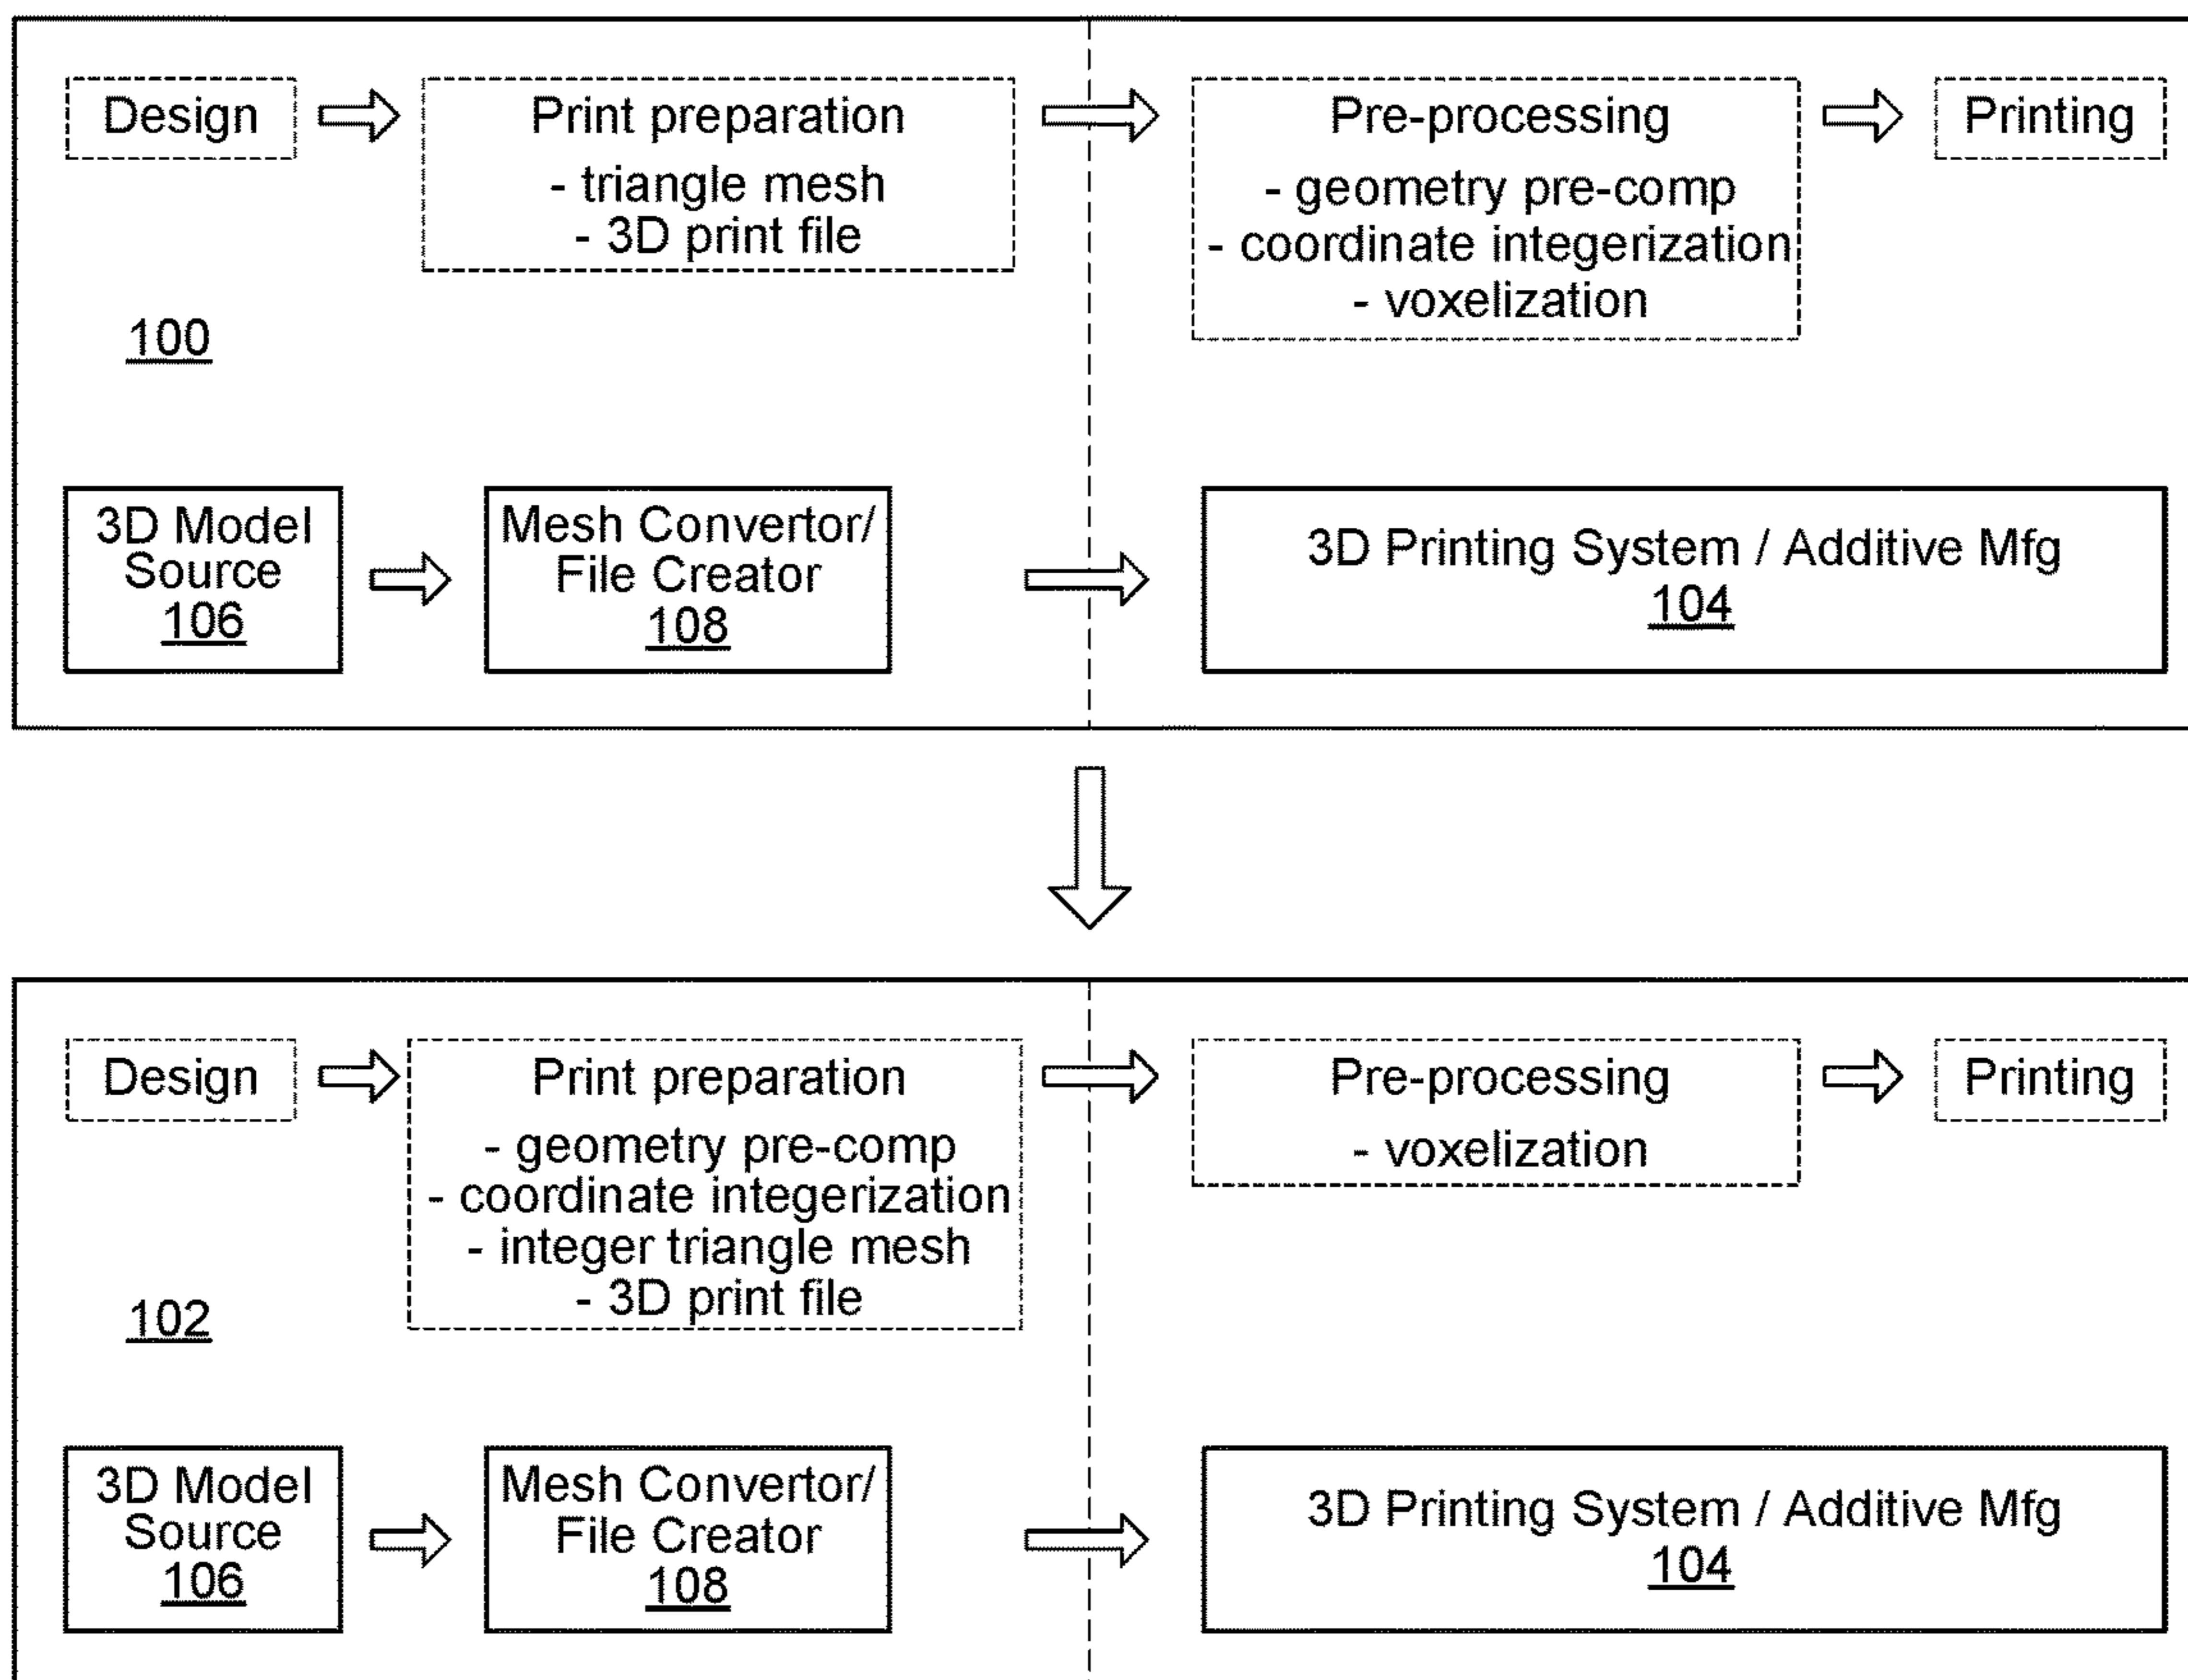 Design
Print preparation
- triangle mesh
- 3D print file
Pre-processing
- geometry pre-comp
- coordinate integerization
- voxelization
Printing
100
3D Model
Source
106
Mesh Convertor/
File Creator
108
3D Printing System / Additive Mfg
104
Design
Print preparation
- geometry pre-comp
- coordinate integerization
- integer triangle mesh
- 3D print file
Pre-processing
- voxelization
Printing
102
3D Model
Source
106
Mesh Convertor/
File Creator
108
3D Printing System / Additive Mfg
104